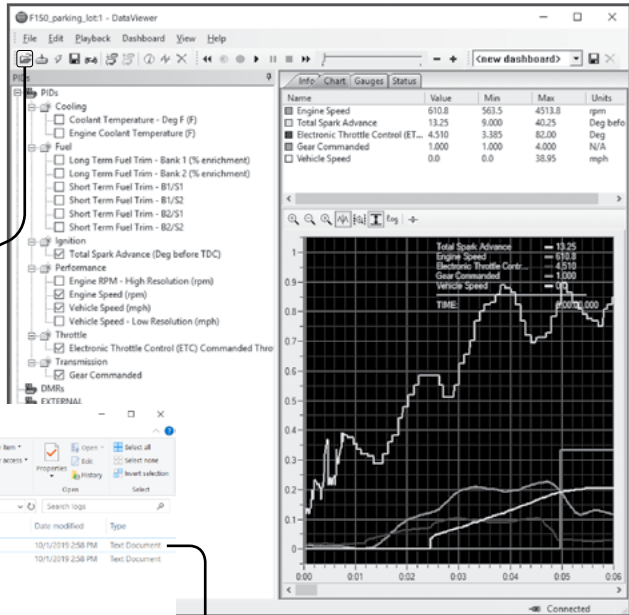 F150_parking_lot:1 - DataViewer
File Edit Playback Dashboard View Help
<new dashboard>
PIDs
PIDs
Cooling
Coolant Temperature - Deg F (F)
Engine Coolant Temperature (F)
Fuel
Long Term Fuel Trim - Bank 1 (% enrichment)
Long Term Fuel Trim - Bank 2 (% enrichment)
Short Term Fuel Trim - B1/S1
Short Term Fuel Trim - B1/S2
Short Term Fuel Trim - B2/S1
Short Term Fuel Trim - B2/S2
Ignition
Total Spark Advance (Deg before TDC)
Performance
Engine RPM - High Resolution (rpm)
Engine Speed (rpm)
Vehicle Speed (mph)
Vehicle Speed - Low Resolution (mph)
Throttle
Electronic Throttle Control (ETC) Commanded Thro
Transmission
Gear Commanded
DMRs
EXTERNAL
Info Chart Gauges Status
Name Value Min Max Units
Engine Speed 610.8 563.5 4513.8 rpm
Total Spark Advance 13.25 9.000 40.25 Deg befo
Electronic Throttle Control (ET... 4.510 3.385 82.00 Deg
Gear Commanded 1.000 1.000 4.000 N/A
Vehicle Speed 0.0 0.0 38.95 mph
Log
Total Spark Advance 13.25
Engine Speed 610.8
Electronic Throttle Contr... 4.510
Gear Commanded 1.000
Vehicle Speed
TIME:
1
0.9
0.8
0.7
0.6
0.5
0.4
0.3
0.2
0.1
0
0:00 0:01 0:02 0:03 0:04 0:05 0:06
Connected
item
access
Properties
Open
Edit
History
Open
Select all
Select none
Invert selection
Select
Search logs
Date modified Type
10/1/2019 2:58 PM Text Document
10/1/2019 2:58 PM Text Document